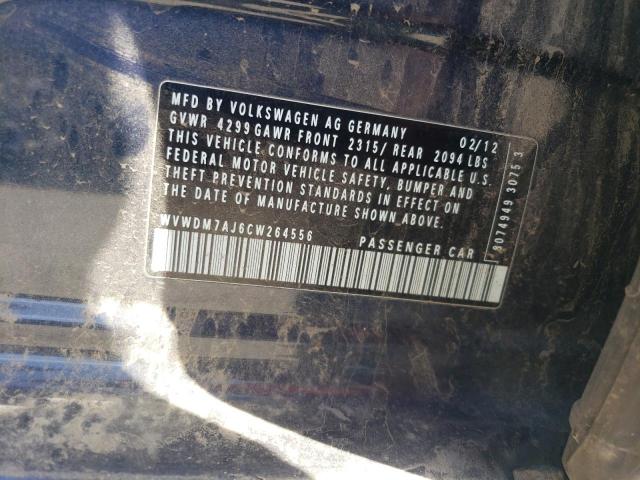 MFD BY VOLKSWAGEN AG GERMANY 02/12
GVWR 4299 GAWR FRONT 2315/ REAR 2094 LBS
THIS VEHICLE CONFORMS TO ALL APPLICABLE U.S.
FEDERAL MOTOR VEHICLE SAFETY, BUMPER AND
THEFT PREVENTION STANDARDS IN EFFECT ON
THE DATE OF MANUFACTURE SHOWN ABOVE.
WVWDM7AJ6CW264556 PASSENGER CAR
8074949 3075 3